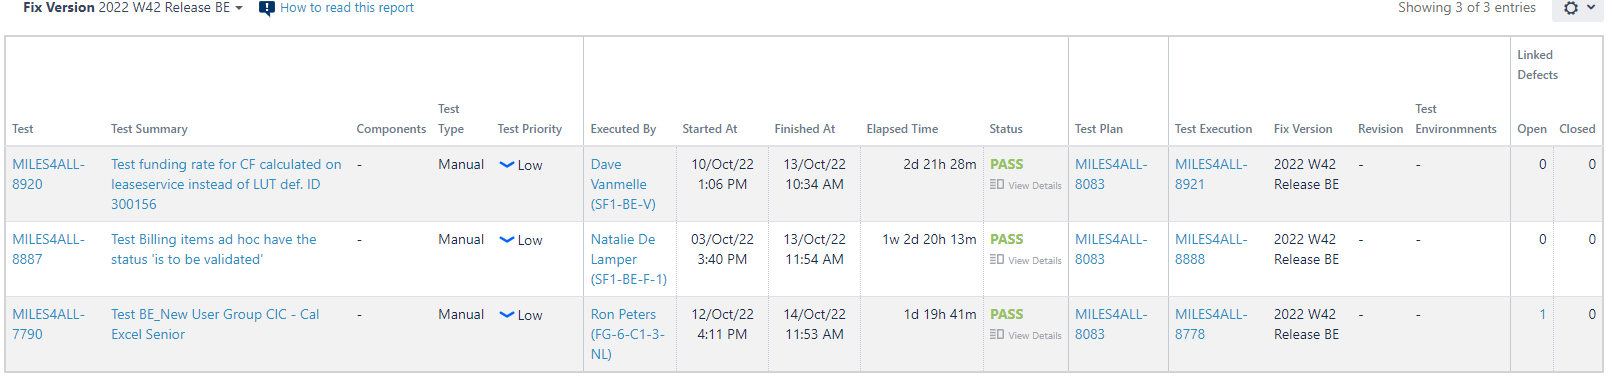 Fix Version 2022 W42 Release BE
How to read this report
Showing 3 of 3 entries
Linked
Defects
Test
Test Summary
Components
Test
Type
Test Priority
Executed By
Started At
Finished At
Elapsed Time
Status
Test Plan
Test Execution
Fix Version
Revision
Test
Environmnents
Open
Closed
MILES4ALL-
8920
Test funding rate for CF calculated on
leaseservice instead of LUT def. ID
300156
-
Manual
Low
Dave
Vanmelle
(SF1-BE-V)
10/Oct/22
1:06 PM
13/Oct/22
10:34 AM
2d 21h 28m
PASS
View Details
MILES4ALL-
8083
MILES4ALL-
8921
2022 W42
Release BE
-
-
0
0
MILES4ALL-
8887
Test Billing items ad hoc have the
status 'is to be validated'
-
Manual
Low
Natalie De
Lamper
(SF1-BE-F-1)
03/Oct/22
3:40 PM
13/Oct/22
11:54 AM
1w 2d 20h 13m
PASS
View Details
MILES4ALL-
8083
MILES4ALL-
8888
2022 W42
Release BE
-
-
0
0
MILES4ALL-
7790
Test BE_New User Group CIC - Cal
Excel Senior
-
Manual
Low
Ron Peters
(FG-6-C1-3-
NL)
12/Oct/22
4:11 PM
14/Oct/22
11:53 AM
1d 19h 41m
PASS
View Details
MILES4ALL-
8083
MILES4ALL-
8778
2022 W42
Release BE
-
-
1
0